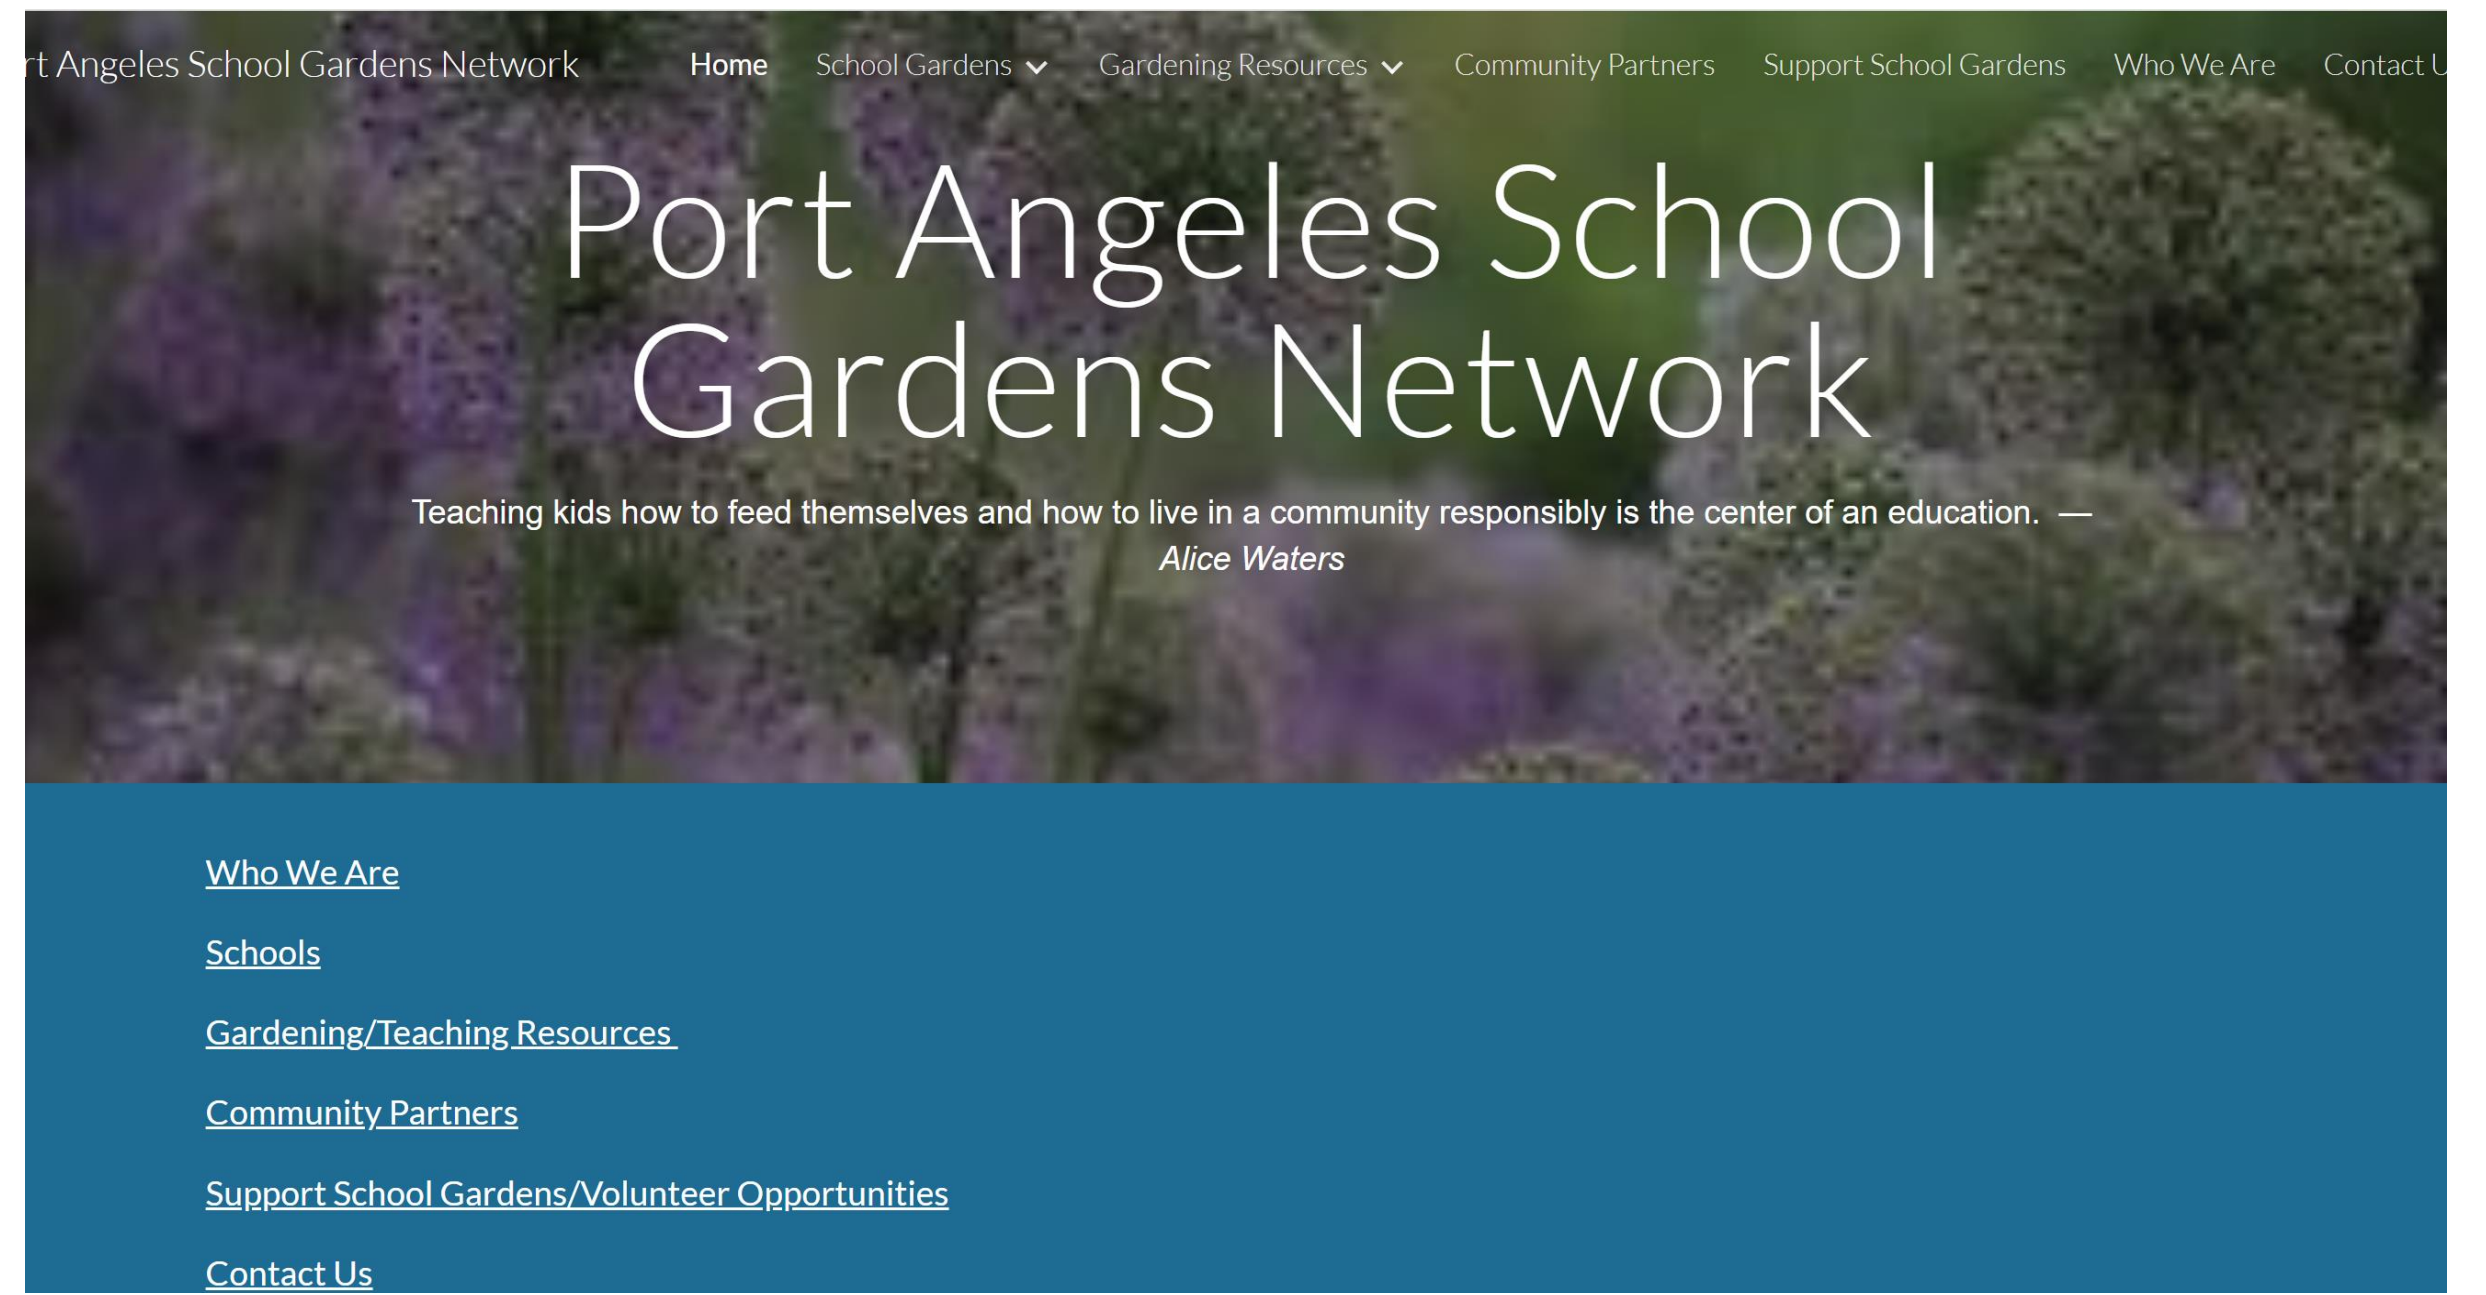 rt Angeles School Gardens Network Home School Gardens Gardening Resources Community Partners Support School Gardens Who We Are Contact U
Port Angeles School
Gardens Network
Teaching kids how to feed themselves and how to live in a community responsibly is the center of an education. —
Alice Waters
Who We Are
Schools
Gardening/Teaching Resources
Community Partners
Support School Gardens/Volunteer Opportunities
Contact Us